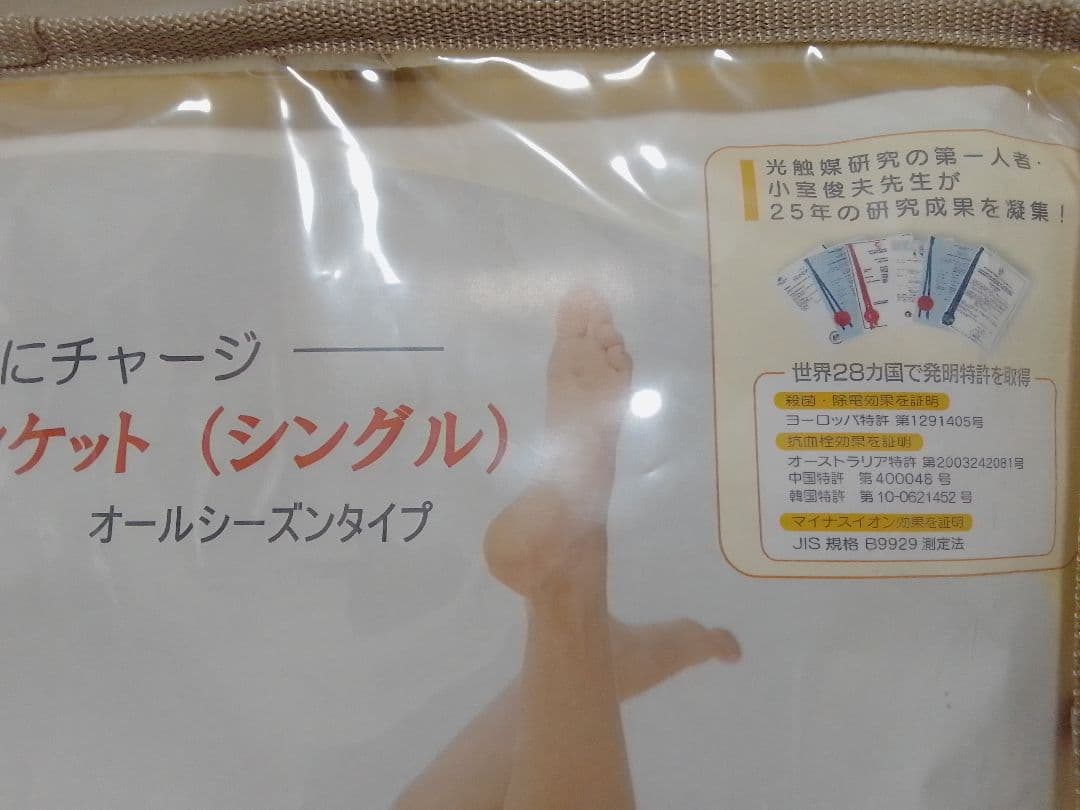 にチャージ
ンケット（シングル）
オールシーズンタイプ
光触媒研究の第一人者・
小室俊夫先生が
25年の研究成果を凝集！
世界28カ国で発明特許を取得
殺菌・除電効果を証明
ヨーロッパ特許 第1291405号
抗血栓効果を証明
オーストラリア特許 第2003242081号
中国特許 第400048号
韓国特許 第10-0621452号
マイナスイオン効果を証明
JIS規格 B9929 測定法